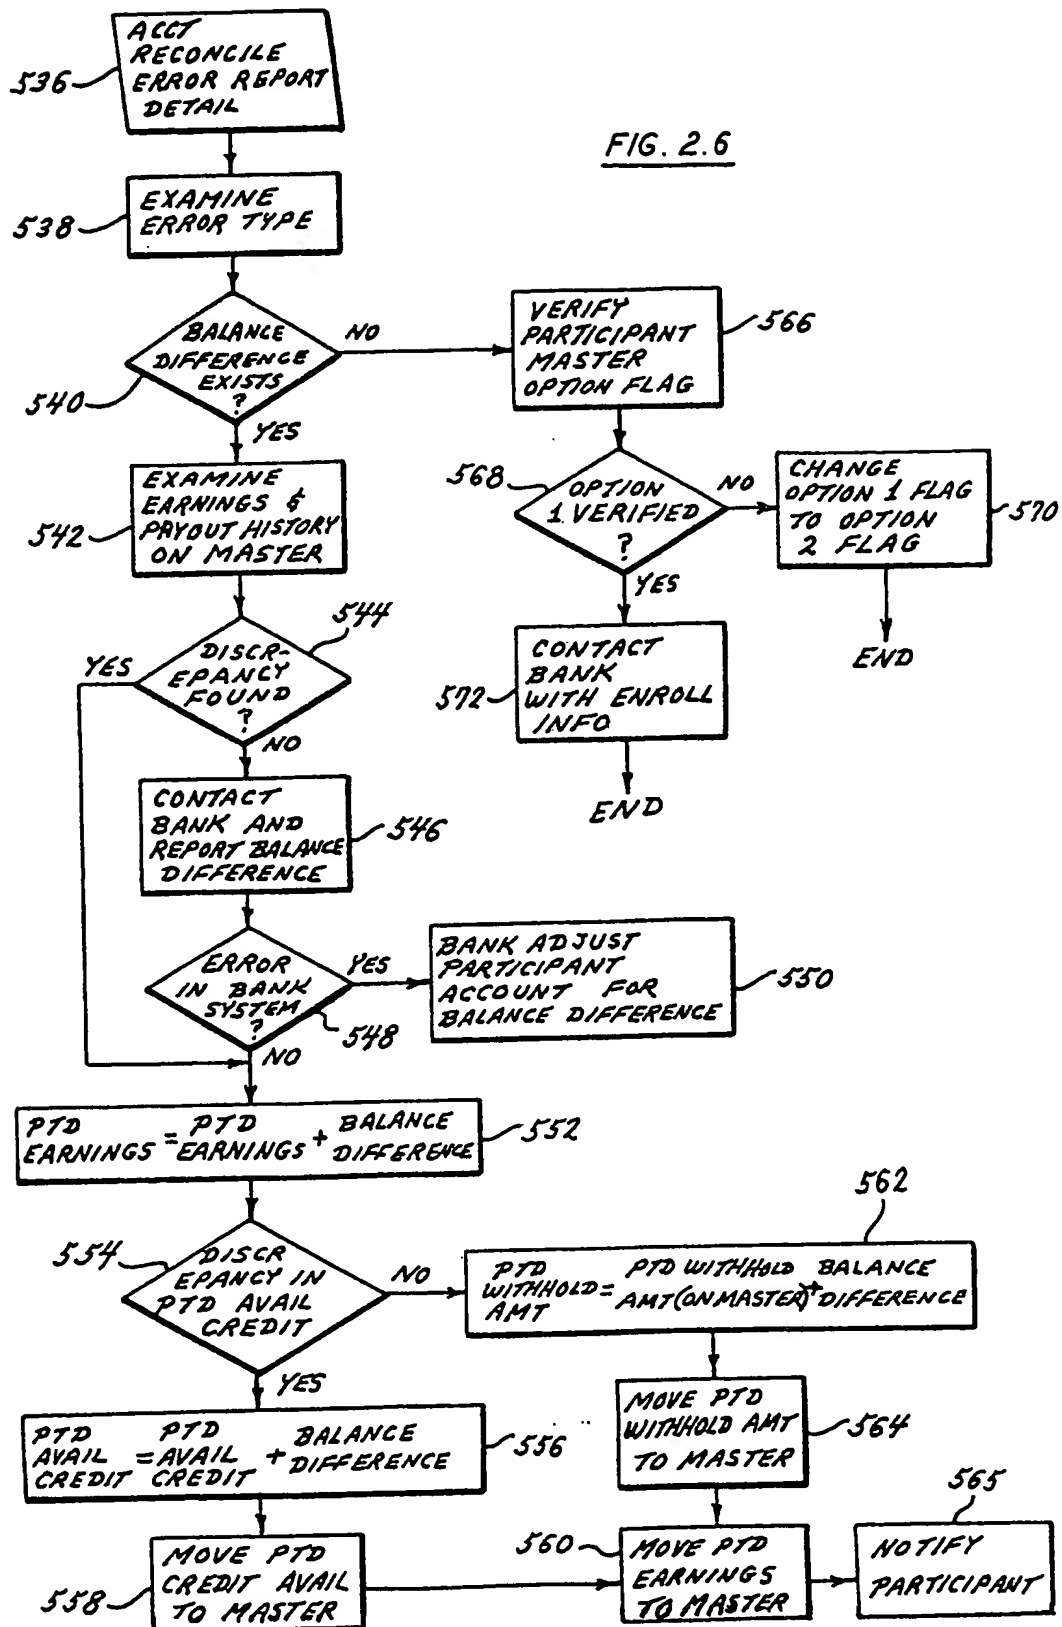 ACCT
RECONCILE
ERROR REPORT
DETAIL
536
FIG. 2.6
EXAMINE
ERROR TYPE
538
BALANCE
DIFFERENCE
EXISTS
?
540
NO
YES
VERIFY
PARTICIPANT
MASTER
OPTION FLAG
566
EXAMINE
EARNINGS &
PAYOUT HISTORY
ON MASTER
542
568
OPTION
1 VERIFIED
?
NO
YES
CHANGE
OPTION 1 FLAG
TO OPTION
2 FLAG
570
END
544
DISCR-
EPANCY
FOUND
?
YES
NO
CONTACT
BANK
WITH ENROLL
INFO
572
END
CONTACT
BANK AND
REPORT BALANCE
DIFFERENCE
546
ERROR
IN BANK
SYSTEM
?
548
YES
NO
BANK ADJUST
PARTICIPANT
ACCOUNT FOR
BALANCE DIFFERENCE
550
PTD PTD BALANCE
EARNINGS = EARNINGS + DIFFERENCE
552
554
DISCR
EPANCY IN
PTD AVAIL
CREDIT
NO
YES
562
PTD PTD WITHHOLD BALANCE
WITHHOLD = AMT (ON MASTER) + DIFFERENCE
AMT
MOVE PTD
WITHHOLD AMT
TO MASTER
564
PTD PTD BALANCE
AVAIL = AVAIL + DIFFERENCE
CREDIT CREDIT
556
MOVE PTD
CREDIT AVAIL
TO MASTER
558
560
MOVE PTD
EARNINGS
TO MASTER
565
NOTIFY
PARTICIPANT